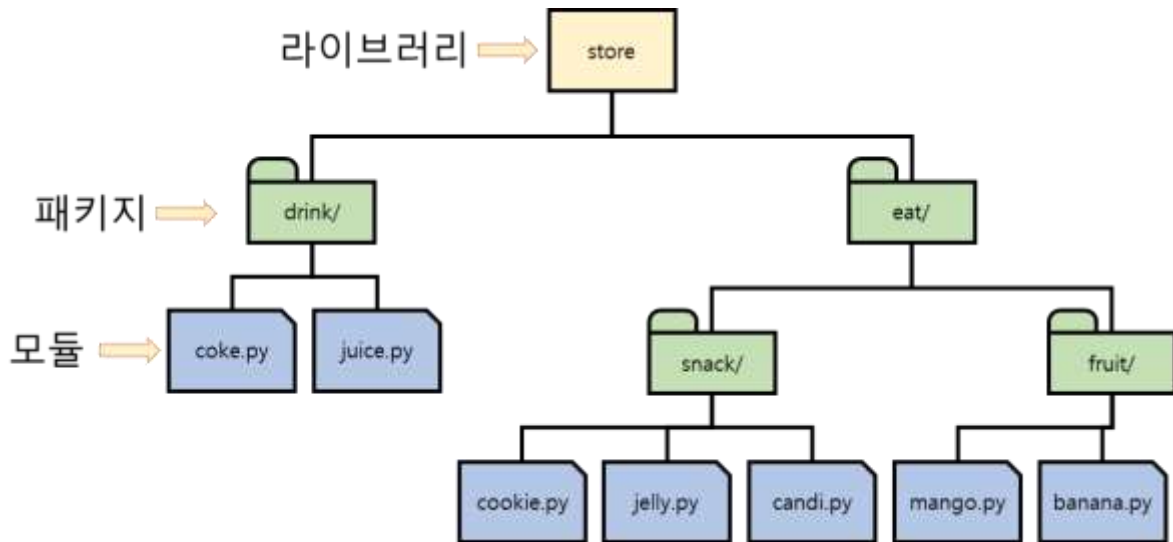 라이브러리
store
패키지
drink/
eat/
모듈
coke.py
juice.py
snack/
fruit/
cookie.py
jelly.py
candi.py
mango.py
banana.py